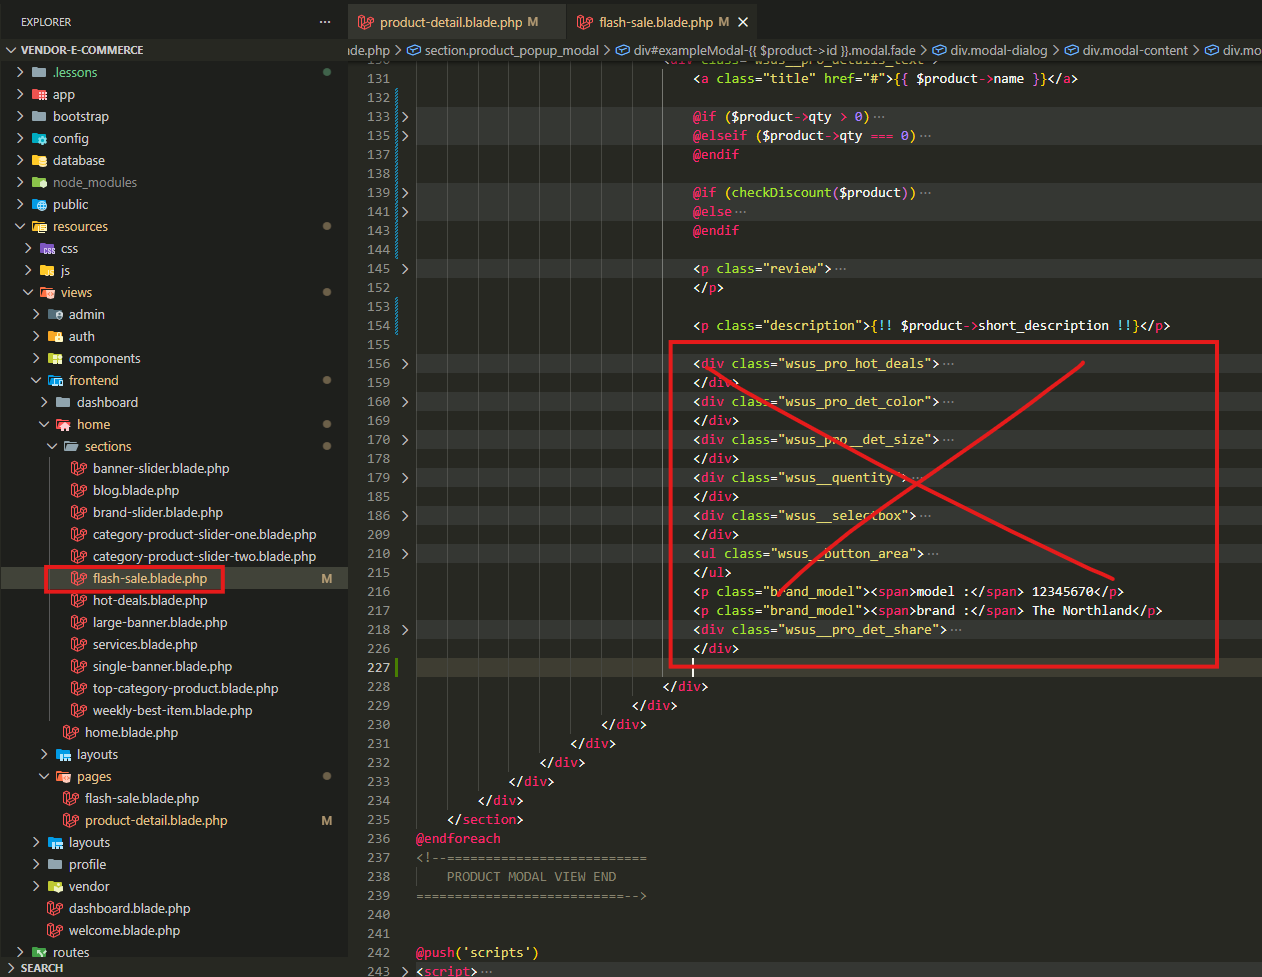 EXPLORER
VENDOR-E-COMMERCE
.lessons
app
bootstrap
config
database
node_modules
public
resources
css
js
views
admin
auth
components
frontend
dashboard
home
sections
banner-slider.blade.php
blog.blade.php
brand-slider.blade.php
category-product-slider-one.blade.php
category-product-slider-two.blade.php
flash-sale.blade.php M
hot-deals.blade.php
large-banner.blade.php
services.blade.php
single-banner.blade.php
top-category-product.blade.php
weekly-best-item.blade.php
home.blade.php
layouts
pages
flash-sale.blade.php
product-detail.blade.php M
layouts
profile
vendor
dashboard.blade.php
welcome.blade.php
routes
SEARCH
product-detail.blade.php M
flash-sale.blade.php M
de.php > section.product_popup_modal > div#exampleModal-{{ $product->id }}.modal.fade > div.modal-dialog > div.modal-content > div.mo
130 <div class="wsus__pro_details_text">
131 <a class="title" href="#">{{ $product->name }}</a>
132
133 @if ($product->qty > 0) ···
135 @elseif ($product->qty === 0) ···
137 @endif
138
139 @if (checkDiscount($product)) ···
141 @else ···
143 @endif
144
145 <p class="review"> ···
152 </p>
153
154 <p class="description">{!! $product->short_description !!}</p>
155
156 <div class="wsus_pro_hot_deals"> ···
159 </div>
160 <div class="wsus_pro_det_color"> ···
169 </div>
170 <div class="wsus_pro__det_size"> ···
178 </div>
179 <div class="wsus__quentity"> ···
185 </div>
186 <div class="wsus__selectbox"> ···
209 </div>
210 <ul class="wsus__button_area"> ···
215 </ul>
216 <p class="brand_model"><span>model :</span> 12345670</p>
217 <p class="brand_model"><span>brand :</span> The Northland</p>
218 <div class="wsus__pro_det_share"> ···
226 </div>
227
228 </div>
229 </div>
230 </div>
231 </div>
232 </div>
233 </div>
234 </div>
235 </section>
236 @endforeach
237 <!--==========================
238 PRODUCT MODAL VIEW END
239 ===========================-->
240
241
242 @push('scripts')
243 <script> ···